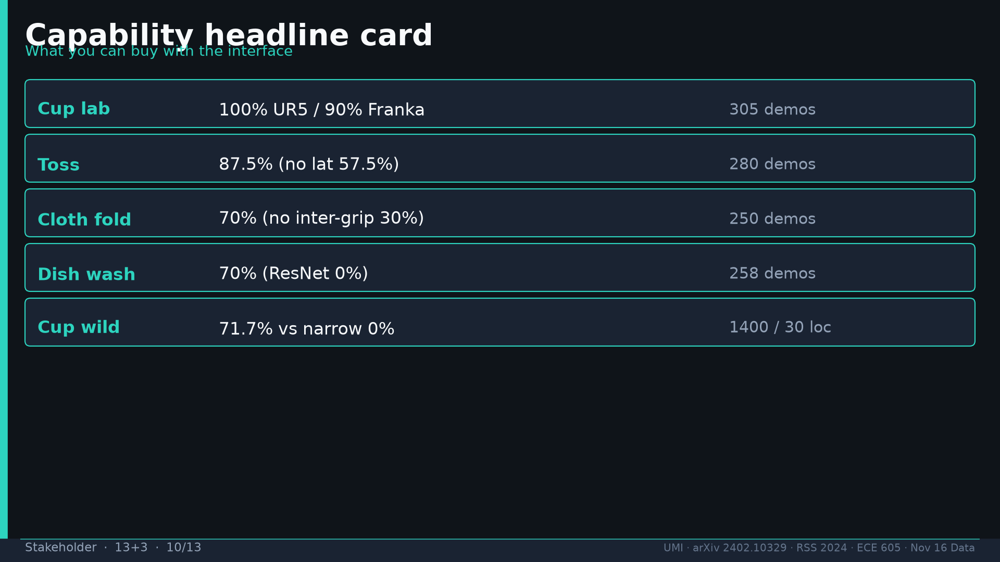 Capability headline card
What you can buy with the interface
Cup lab 100% UR5 / 90% Franka 305 demos
Toss 87.5% (no lat 57.5%) 280 demos
Cloth fold 70% (no inter-grip 30%) 250 demos
Dish wash 70% (ResNet 0%) 258 demos
Cup wild 71.7% vs narrow 0% 1400 / 30 loc
Stakeholder · 13+3 · 10/13 UMI · arXiv 2402.10329 · RSS 2024 · ECE 605 · Nov 16 Data